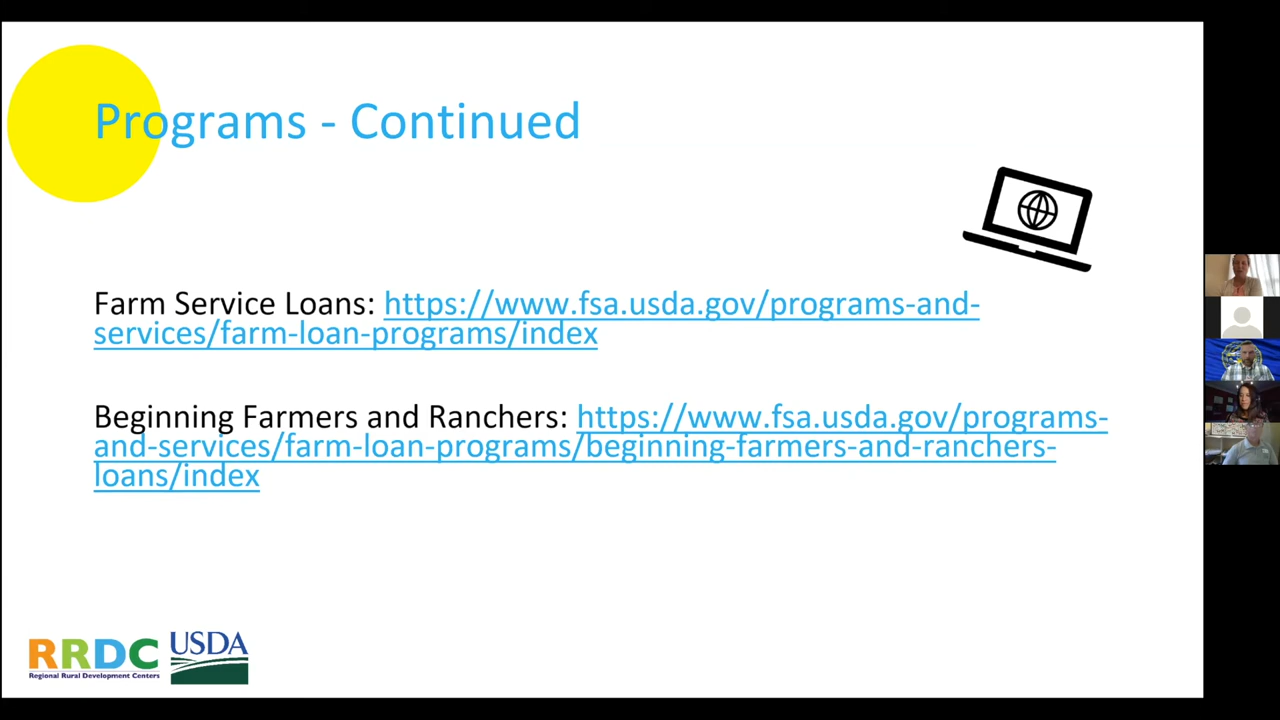 Programs - Continued
Farm Service Loans: https://www.fsa.usda.gov/programs-and-
services/farm-loan-programs/index
Beginning Farmers and Ranchers: https://www.fsa.usda.gov/programs-
and-services/farm-loan-programs/beginning-farmers-and-ranchers-
loans/index
RRDC
Regional Rural Development Centers
USDA